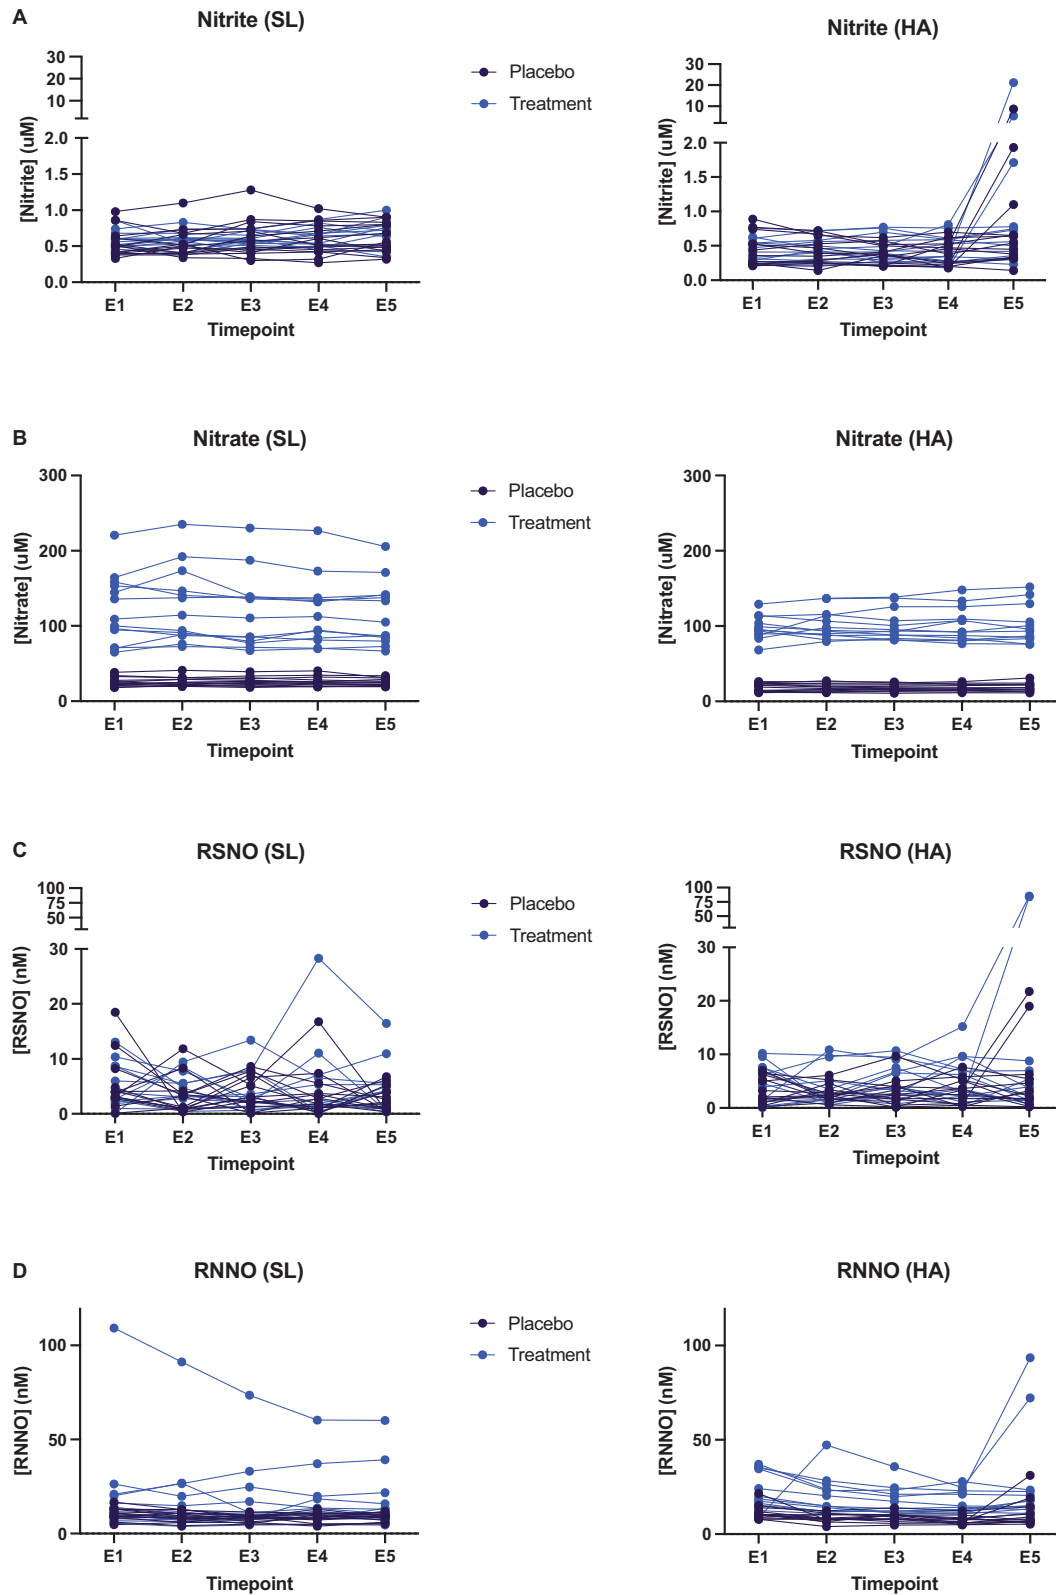 A
Nitrite (SL)
[Nitrite] (uM)
30
20
10
2.0
1.5
1.0
0.5
0.0
E1 E2 E3 E4 E5
Timepoint
Placebo
Treatment
Nitrite (HA)
[Nitrite] (uM)
30
20
10
2.0
1.5
1.0
0.5
0.0
E1 E2 E3 E4 E5
Timepoint
B
Nitrate (SL)
[Nitrate] (uM)
300
200
100
0
E1 E2 E3 E4 E5
Timepoint
Placebo
Treatment
Nitrate (HA)
[Nitrate] (uM)
300
200
100
0
E1 E2 E3 E4 E5
Timepoint
C
RSNO (SL)
[RSNO] (nM)
100
75
50
30
20
10
0
E1 E2 E3 E4 E5
Timepoint
Placebo
Treatment
RSNO (HA)
[RSNO] (nM)
100
75
50
30
20
10
0
E1 E2 E3 E4 E5
Timepoint
D
RNNO (SL)
[RNNO] (nM)
100
50
0
E1 E2 E3 E4 E5
Timepoint
Placebo
Treatment
RNNO (HA)
[RNNO] (nM)
100
50
0
E1 E2 E3 E4 E5
Timepoint